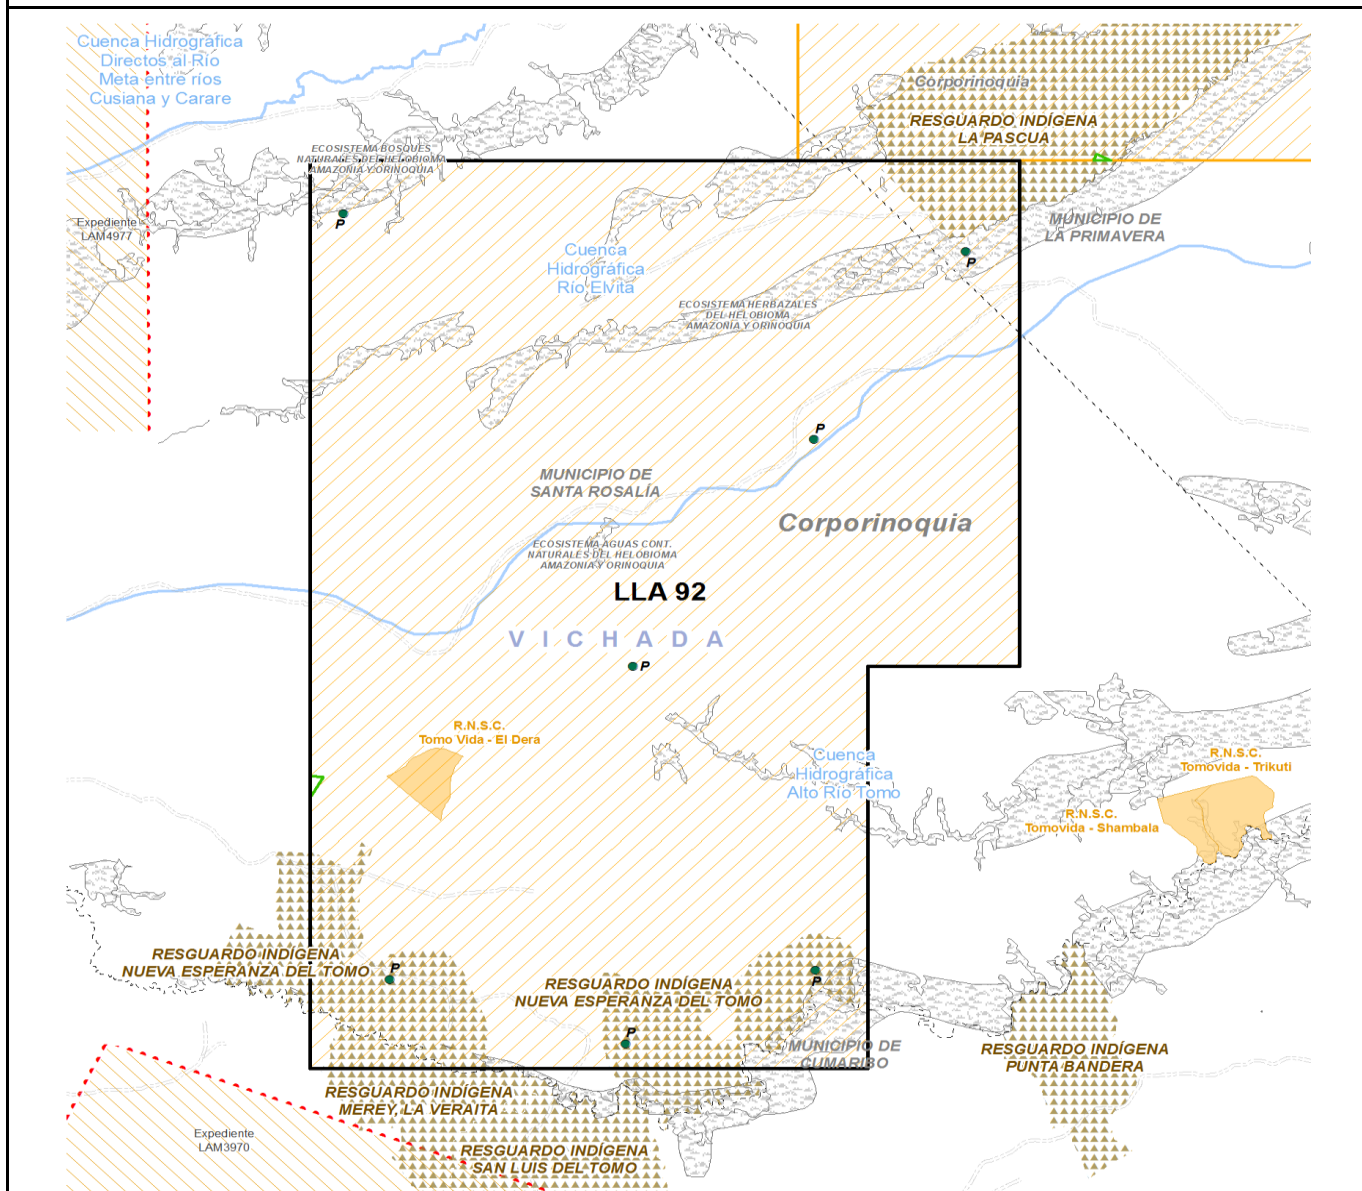 Cuenca Hidrográfica
Directos al Río
Meta entre ríos
Cusiana y Carare
Corporinoquia
RESGUARDO INDÍGENA
LA PASCUA
ECOSISTEMA BOSQUES
NATURALES DEL HELOBIOMA
AMAZONIA Y ORINOQUIA
P
Expediente
LAM4977
MUNICIPIO DE
LA PRIMAVERA
Cuenca
Hidrográfica
Río Elvita
P
ECOSISTEMA HERBAZALES
DEL HELOBIOMA
AMAZONIA Y ORINOQUIA
P
MUNICIPIO DE
SANTA ROSALÍA
Corporinoquia
ECOSISTEMA AGUAS CONT.
NATURALES DEL HELOBIOMA
AMAZONIA Y ORINOQUIA
LLA 92
VICHADA
P
R.N.S.C.
Tomo Vida - El Dera
Cuenca
Hidrográfica
Alto Río Tomo
R.N.S.C.
Tomovida - Trikuti
R.N.S.C.
Tomovida - Shambala
RESGUARDO INDÍGENA
NUEVA ESPERANZA DEL TOMO
P
RESGUARDO INDÍGENA
NUEVA ESPERANZA DEL TOMO
P
P
MUNICIPIO DE
CUMARIBO
RESGUARDO INDÍGENA
PUNTA BANDERA
RESGUARDO INDÍGENA
MEREY, LA VERAITA
Expediente
LAM3970
RESGUARDO INDÍGENA
SAN LUIS DEL TOMO